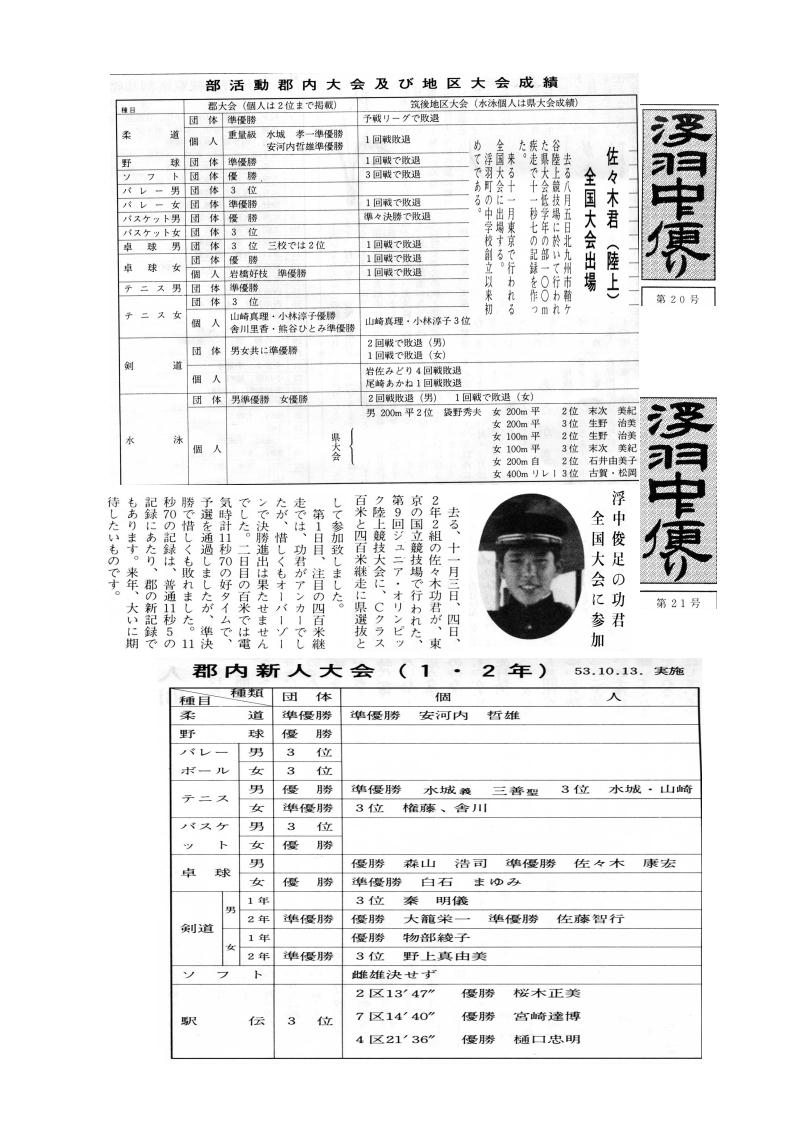 部活動郡内大会及び地区大会成績
種目 郡大会(個人は2位まで掲載) 筑後地区大会(水泳個人は県大会成績)
柔道 団体 準優勝 予戦リーグで敗退
個人 重量級 水城 孝一準優勝 1回戦敗退
安河内哲雄準優勝
野球 団体 準優勝 1回戦で敗退
ソフト 団体 優勝 3回戦で敗退
バレー男 団体 3位
バレー女 団体 準優勝 1回戦で敗退
バスケット男 団体 優勝 準々決勝で敗退
バスケット女 団体 3位
卓球男 団体 3位 三校では2位 1回戦で敗退
卓球女 団体 優勝 1回戦で敗退
個人 岩橋好枝 準優勝 1回戦で敗退
テニス男 団体 準優勝
テニス女 団体 3位
個人 山崎真理・小林淳子優勝 山崎真理・小林淳子3位
舎川里香・熊谷ひとみ準優勝
剣道 団体 男女共に準優勝 2回戦で敗退(男)
1回戦で敗退(女)
個人 岩佐みどり4回戦敗退
尾崎あかね1回戦敗退
水泳 団体 男準優勝 女優勝 2回戦で敗退(男) 1回戦で敗退(女)
個人 県大会 男 200m 平 2位 袋野秀夫 女 200m 平 2位 末次 美紀
女 200m 平 3位 生野 治美
女 100m 平 2位 生野 治美
女 100m 平 3位 末次 美紀
女 200m 自 2位 石井由美子
女 400m リレー 3位 古賀・松岡
佐々木君(陸上)
全国大会出場
去る八月五日北九州市鞘ケ
谷陸上競技場に於いて行われ
た県大会低学年の部一〇〇m
疾走で十一秒七の記録を作っ
た。
来る十一月東京で行われる
全国大会に出場する。
浮羽町の中学校創立以来初
めてである。
浮羽中便り
第20号
浮羽中便り
第21号
浮中俊足の功君
全国大会に参加
去る、十一月三日、四日、
2年2組の佐々木功君が、東
京の国立競技場で行われた、
第9回ジュニア・オリンピッ
ク陸上競技大会に、Cクラス
百米と四百米継走に県選抜と
して参加致しました。
第1日目、注目の四百米継
走では、功君がアンカーでし
たが、惜しくもオーバーゾー
ンで決勝進出は果たせません
でした。二日目の百米では電
気時計11秒70の好タイムで、
予選を通過しましたが、準決
勝で惜しくも敗れました。11
秒70の記録は、普通11秒5の
記録にあたり、郡の新記録で
もあります。来年、大いに期
待したいものです。
郡内新人大会(1・2年) 53.10.13. 実施
種類 種目 団体 個人
柔道 準優勝 準優勝 安河内 哲雄
野球 優勝
バレーボール 男 3位
女 3位
テニス 男 優勝 準優勝 水城義 三善聖 3位 水城・山崎
女 準優勝 3位 権藤、舎川
バスケット 男 3位
女 優勝
卓球 男 優勝 森山 浩司 準優勝 佐々木 康宏
女 優勝 準優勝 白石 まゆみ
剣道 男 1年 3位 秦 明儀
2年 準優勝 優勝 大籠栄一 準優勝 佐藤智行
女 1年 優勝 物部綾子
2年 準優勝 3位 野上真由美
ソフト 雌雄決せず
駅伝 3位 2区13′47″ 優勝 桜木正美
7区14′40″ 優勝 宮崎達博
4区21′36″ 優勝 樋口忠明